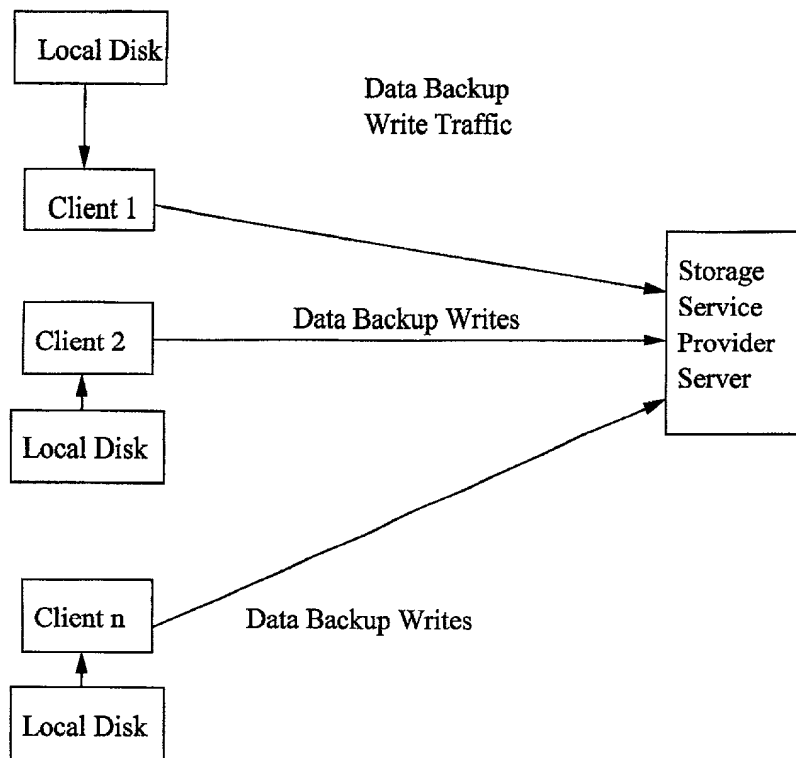 Local Disk
Data Backup
Write Traffic
Client 1
Storage
Service
Provider
Server
Client 2
Data Backup Writes
Local Disk
Client n
Data Backup Writes
Local Disk